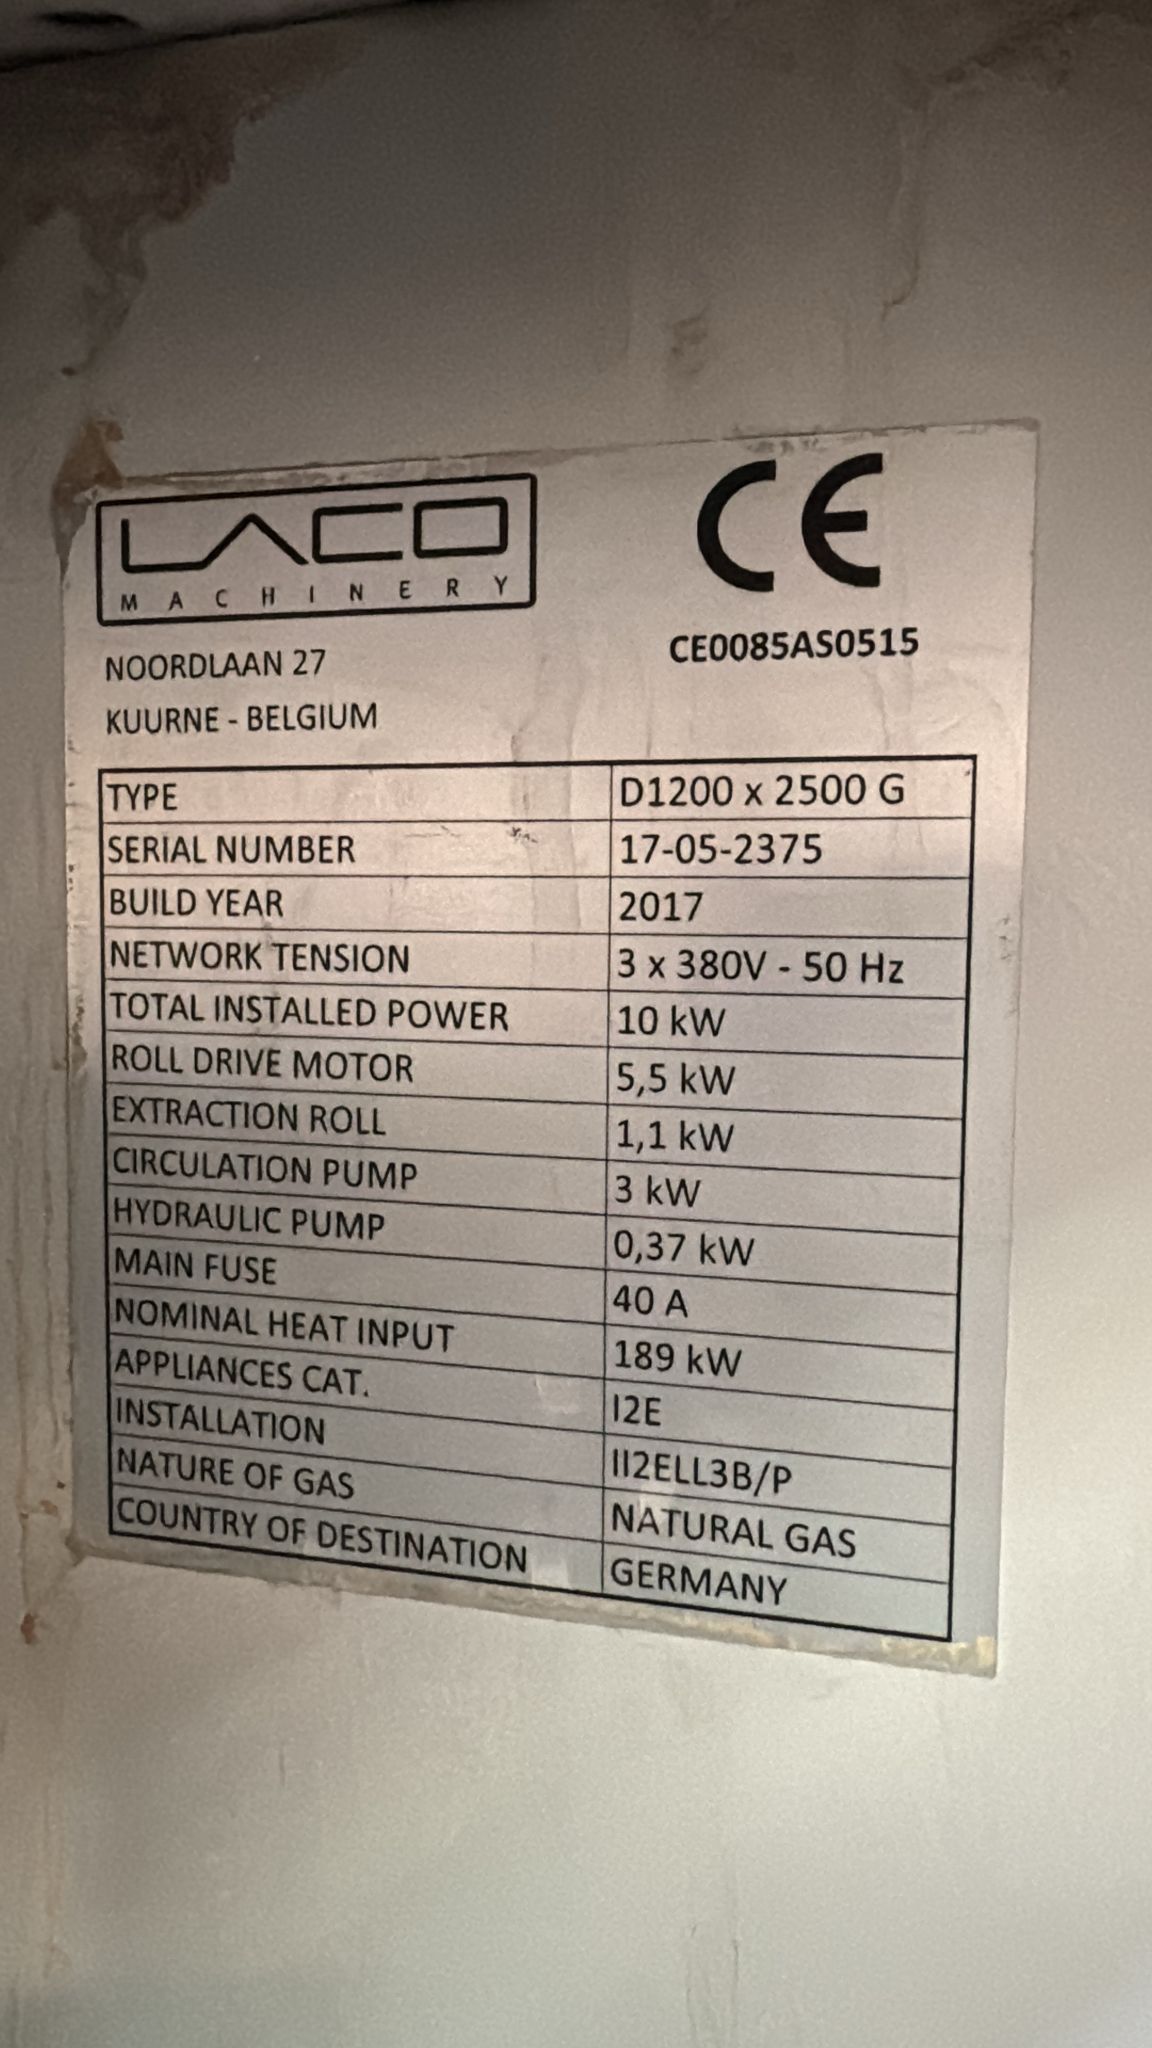 LACO
MACHINERY
CE
CE0085AS0515
NOORDLAAN 27
KUURNE - BELGIUM
TYPE D1200 x 2500 G
SERIAL NUMBER 17-05-2375
BUILD YEAR 2017
NETWORK TENSION 3 x 380V - 50 Hz
TOTAL INSTALLED POWER 10 kW
ROLL DRIVE MOTOR 5,5 kW
EXTRACTION ROLL 1,1 kW
CIRCULATION PUMP 3 kW
HYDRAULIC PUMP 0,37 kW
MAIN FUSE 40 A
NOMINAL HEAT INPUT 189 kW
APPLIANCES CAT. I2E
INSTALLATION II2ELL3B/P
NATURE OF GAS NATURAL GAS
COUNTRY OF DESTINATION GERMANY